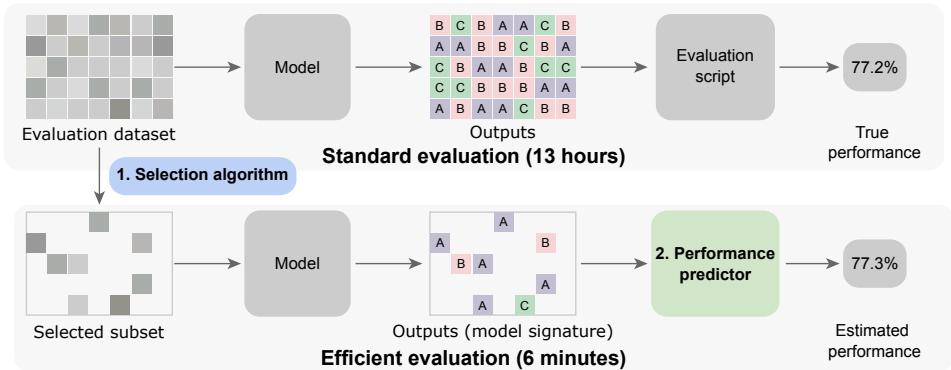 B C B A A C B
A A B B C B A
C B A A B C C
C C B B B A A
A B A A C B B
Model
Evaluation
script
77.2%
Evaluation dataset
Outputs
True
performance
Standard evaluation (13 hours)
1. Selection algorithm
A
A B
B A
A
A C
Model
2. Performance
predictor
77.3%
Selected subset
Outputs (model signature)
Estimated
performance
Efficient evaluation (6 minutes)